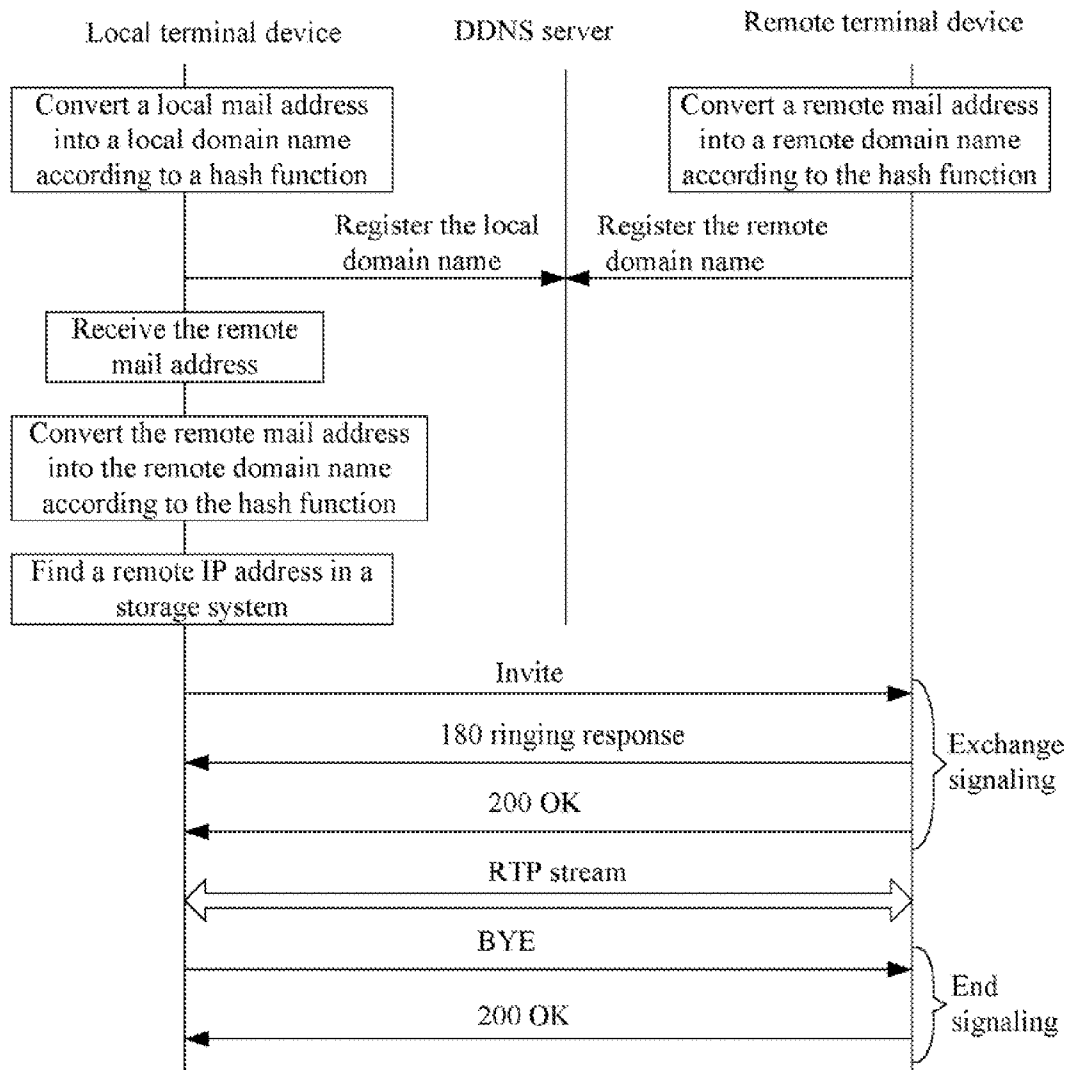 Local terminal device
DDNS server
Remote terminal device
Convert a local mail address
into a local domain name
according to a hash function
Convert a remote mail address
into a remote domain name
according to the hash function
Register the local
domain name
Register the remote
domain name
Receive the remote
mail address
Convert the remote mail address
into the remote domain name
according to the hash function
Find a remote IP address in a
storage system
Invite
180 ringing response
200 OK
Exchange
signaling
RTP stream
BYE
200 OK
End
signaling